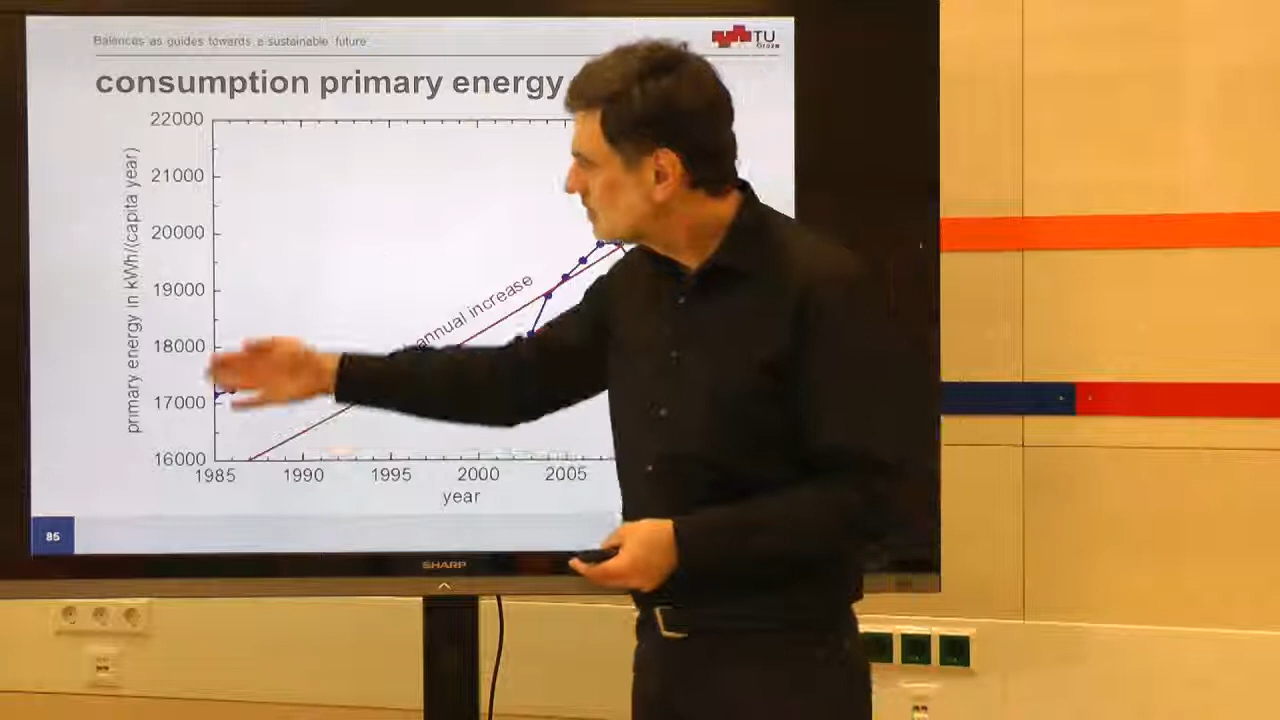 Balances as guides towards a sustainable future
TU
Graz
consumption primary energy
22000
21000
20000
19000
18000
17000
16000
primary energy in kWh/(capita year)
annual increase
1985
1990
1995
2000
2005
year
85
SHARP